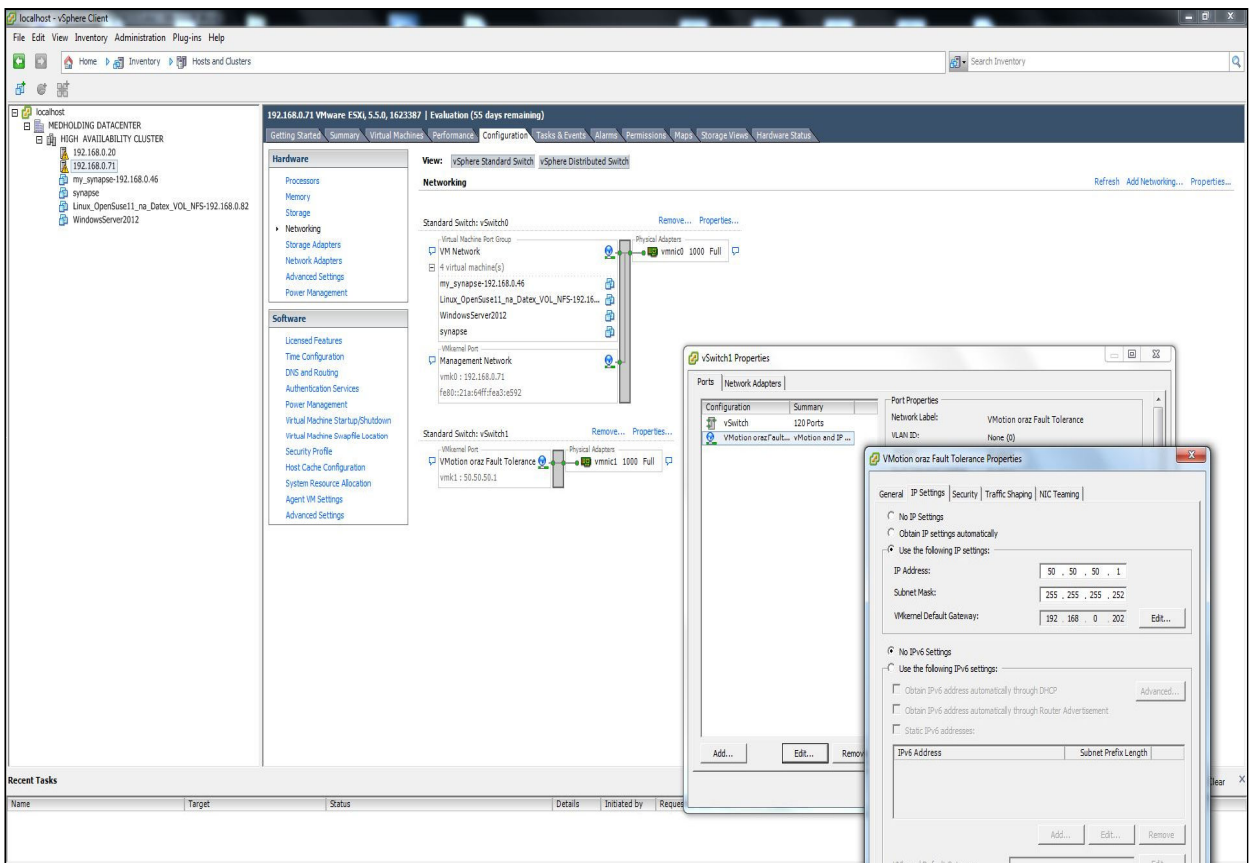 localhost - vSphere Client
File Edit View Inventory Administration Plug-ins Help
Home Inventory Hosts and Clusters
Search Inventory
localhost
MEDHOLDING DATACENTER
HIGH AVAILABILITY CLUSTER
192.168.0.20
192.168.0.71
my_synapse-192.168.0.46
synapse
Linux_OpenSuse11_na_Datex_VOL_NFS-192.168.0.82
WindowsServer2012
192.168.0.71 VMware ESXi, 5.5.0, 1623387 | Evaluation (55 days remaining)
Getting Started Summary Virtual Machines Performance Configuration Tasks & Events Alarms Permissions Maps Storage Views Hardware Status
Hardware
Processors
Memory
Storage
Networking
Storage Adapters
Network Adapters
Advanced Settings
Power Management
Software
Licensed Features
Time Configuration
DNS and Routing
Authentication Services
Power Management
Virtual Machine Startup/Shutdown
Virtual Machine Swapfile Location
Security Profile
Host Cache Configuration
System Resource Allocation
Agent VM Settings
Advanced Settings
View: vSphere Standard Switch vSphere Distributed Switch
Networking
Refresh Add Networking... Properties...
Standard Switch: vSwitch0 Remove... Properties...
Virtual Machine Port Group Physical Adapters
VM Network vmnic0 1000 Full
4 virtual machine(s)
my_synapse-192.168.0.46
Linux_OpenSuse11_na_Datex_VOL_NFS-192.16...
WindowsServer2012
synapse
VMkernel Port
Management Network
vmk0 : 192.168.0.71
fe80::21a:64ff:fea3:e592
Standard Switch: vSwitch1 Remove... Properties...
VMkernel Port Physical Adapters
VMotion oraz Fault Tolerance vmnic1 1000 Full
vmk1 : 50.50.50.1
vSwitch1 Properties
Ports Network Adapters
Configuration Summary
vSwitch 120 Ports
VMotion oraz Fault... vMotion and IP ...
Port Properties
Network Label: VMotion oraz Fault Tolerance
VLAN ID: None (0)
Add... Edit... Remov
VMotion oraz Fault Tolerance Properties
General IP Settings Security Traffic Shaping NIC Teaming
No IP Settings
Obtain IP settings automatically
Use the following IP settings:
IP Address: 50 . 50 . 50 . 1
Subnet Mask: 255 . 255 . 255 . 252
VMkernel Default Gateway: 192 . 168 . 0 . 202 Edit...
No IPv6 Settings
Use the following IPv6 settings:
Obtain IPv6 address automatically through DHCP Advanced...
Obtain IPv6 address automatically through Router Advertisement
Static IPv6 addresses:
IPv6 Address Subnet Prefix Length
Add... Edit... Remove
Recent Tasks
Clear X
Name Target Status Details Initiated by Reques